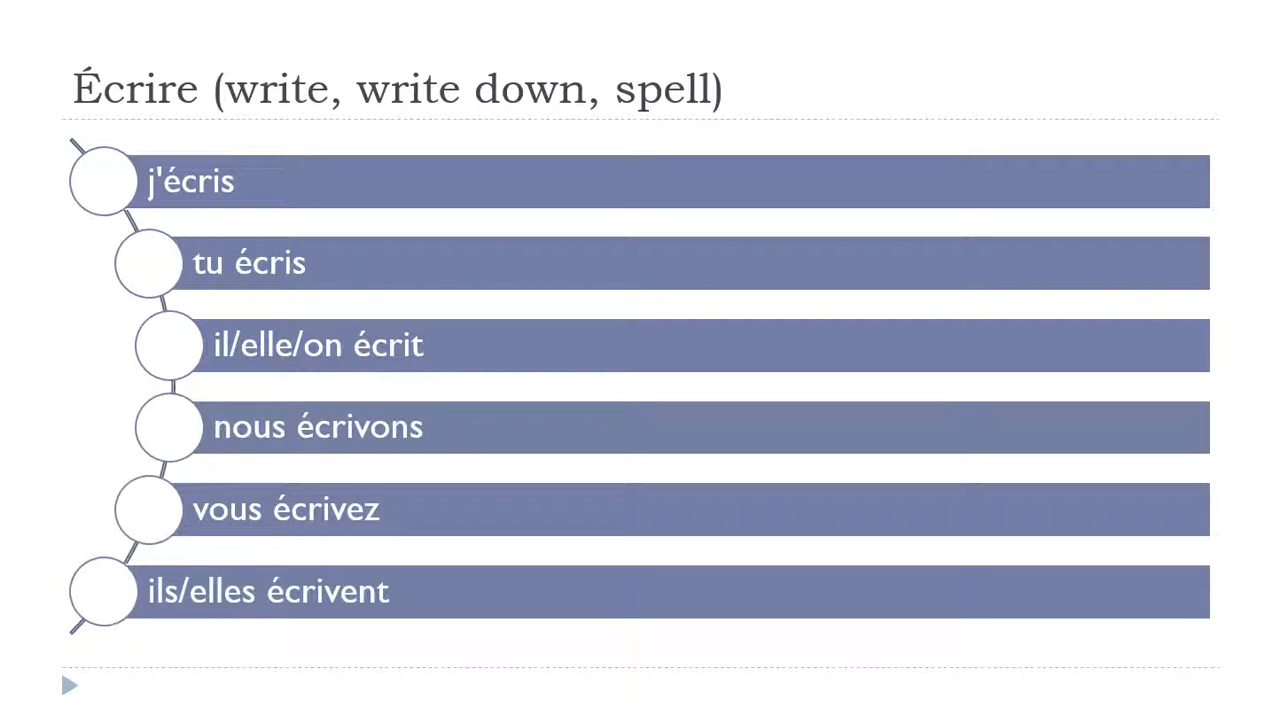 Écrire (write, write down, spell)
j'écris
tu écris
il/elle/on écrit
nous écrivons
vous écrivez
ils/elles écrivent